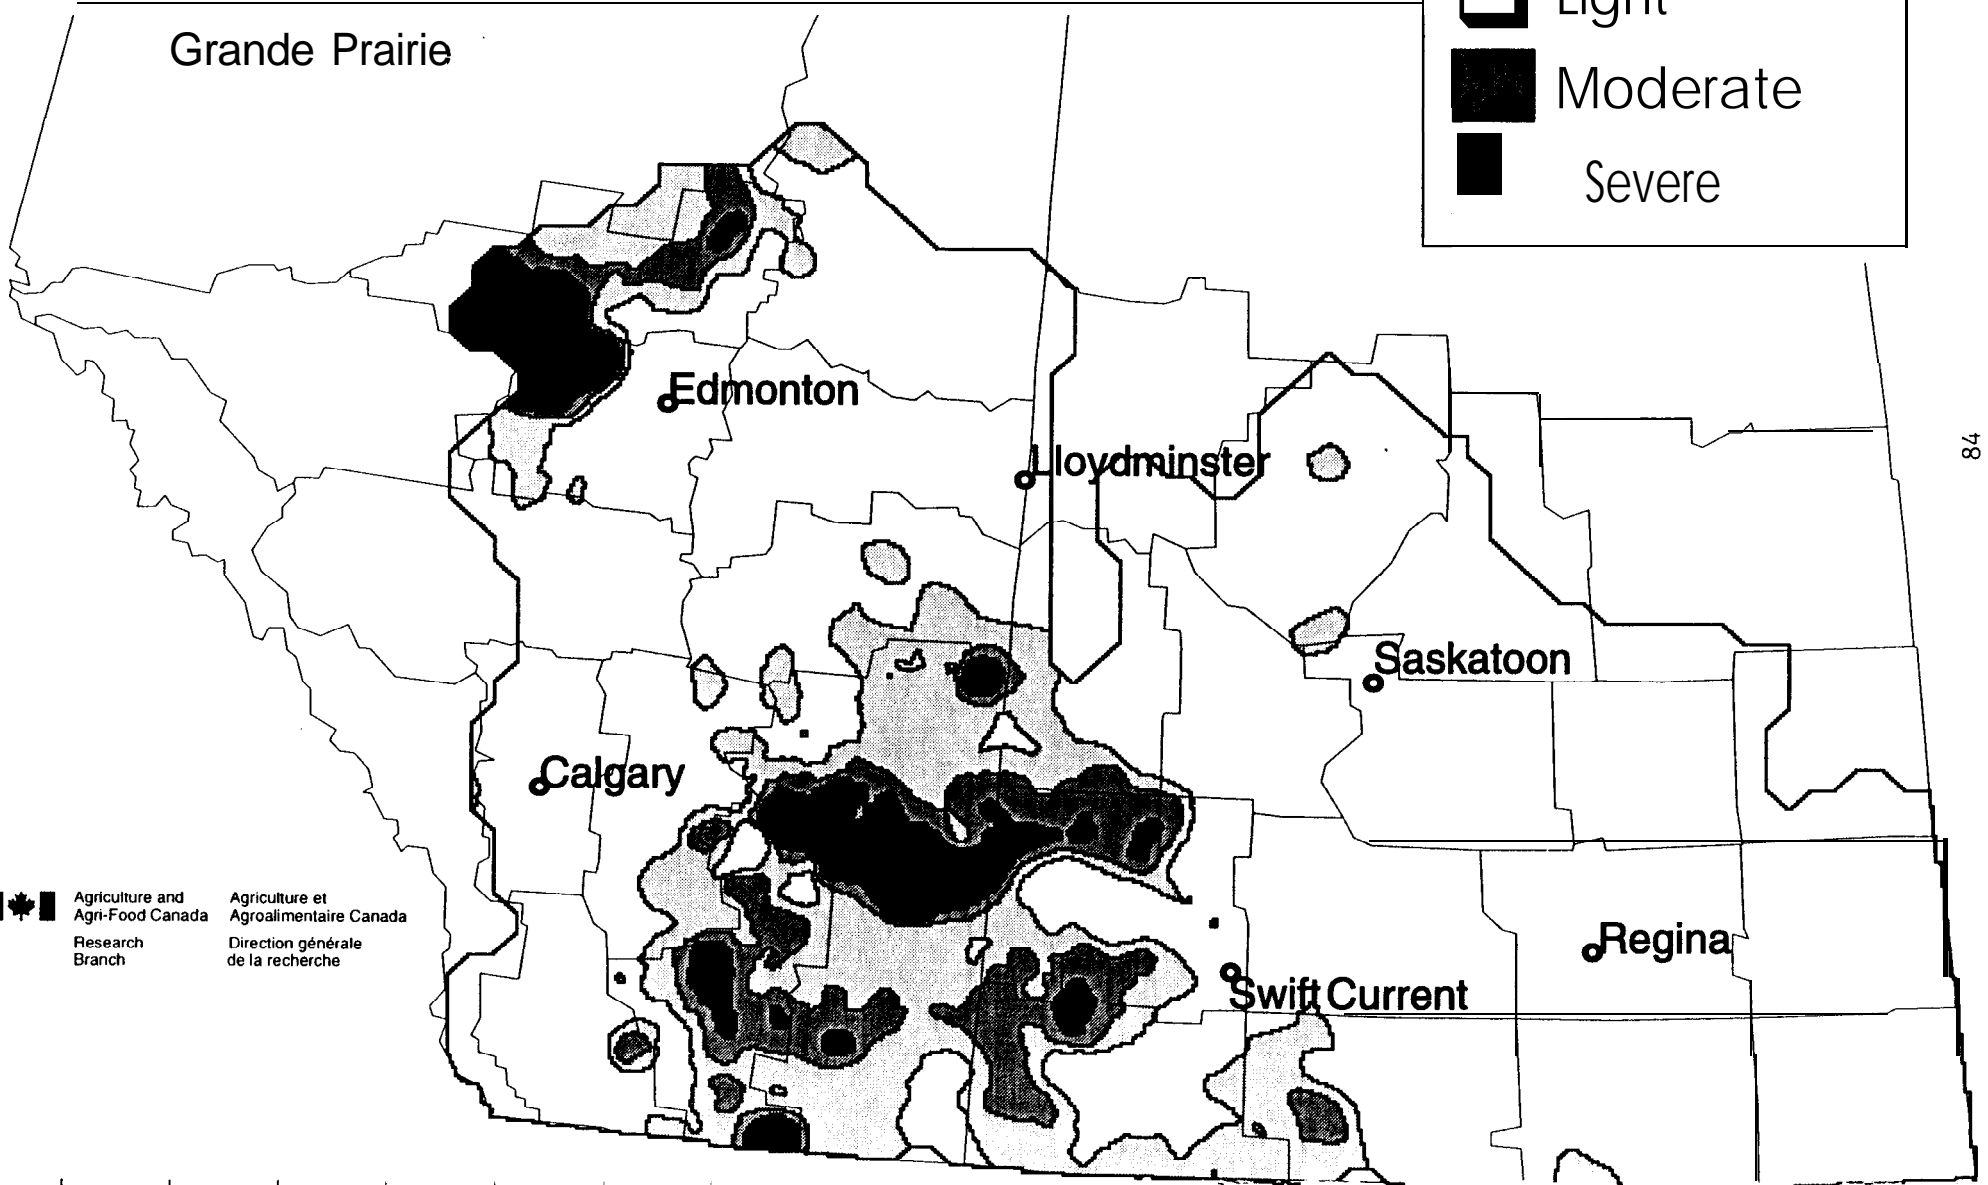 Light
Grande Prairie
Moderate
Severe
Edmonton
84
Lloydminster
Saskatoon
Calgary
Agriculture and Agriculture et
Agri-Food Canada Agroalimentaire Canada
Research Direction générale
Branch de la recherche
Regina
Swift Current